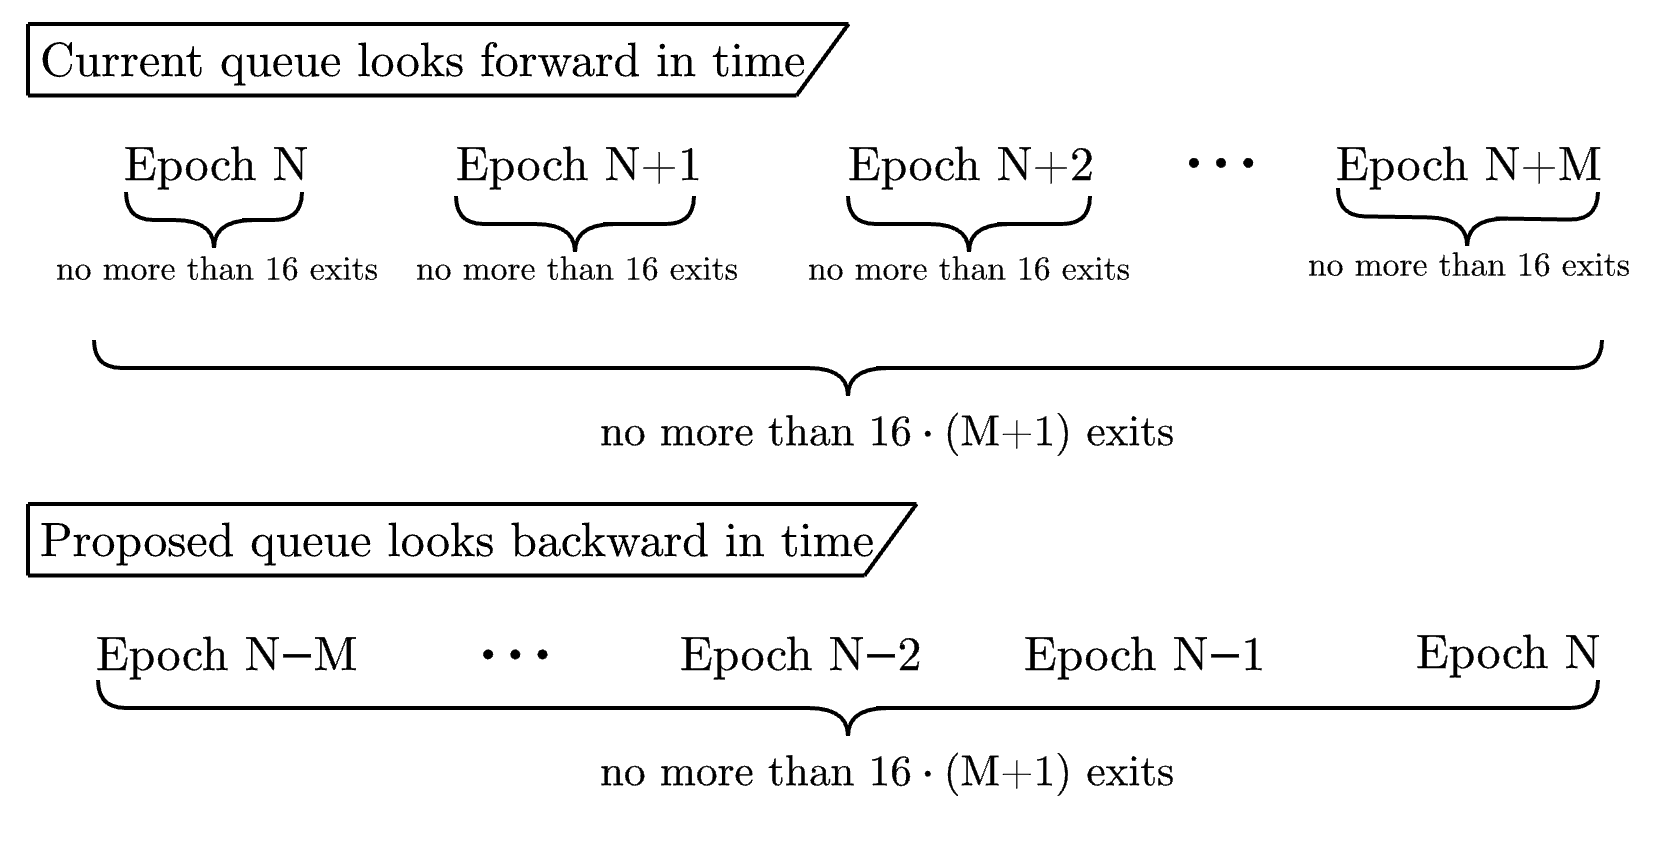 Current queue looks forward in time
Epoch N Epoch N+1 Epoch N+2 ··· Epoch N+M
no more than 16 exits no more than 16 exits no more than 16 exits no more than 16 exits
no more than 16 · (M+1) exits
Proposed queue looks backward in time
Epoch N−M ··· Epoch N−2 Epoch N−1 Epoch N
no more than 16 · (M+1) exits